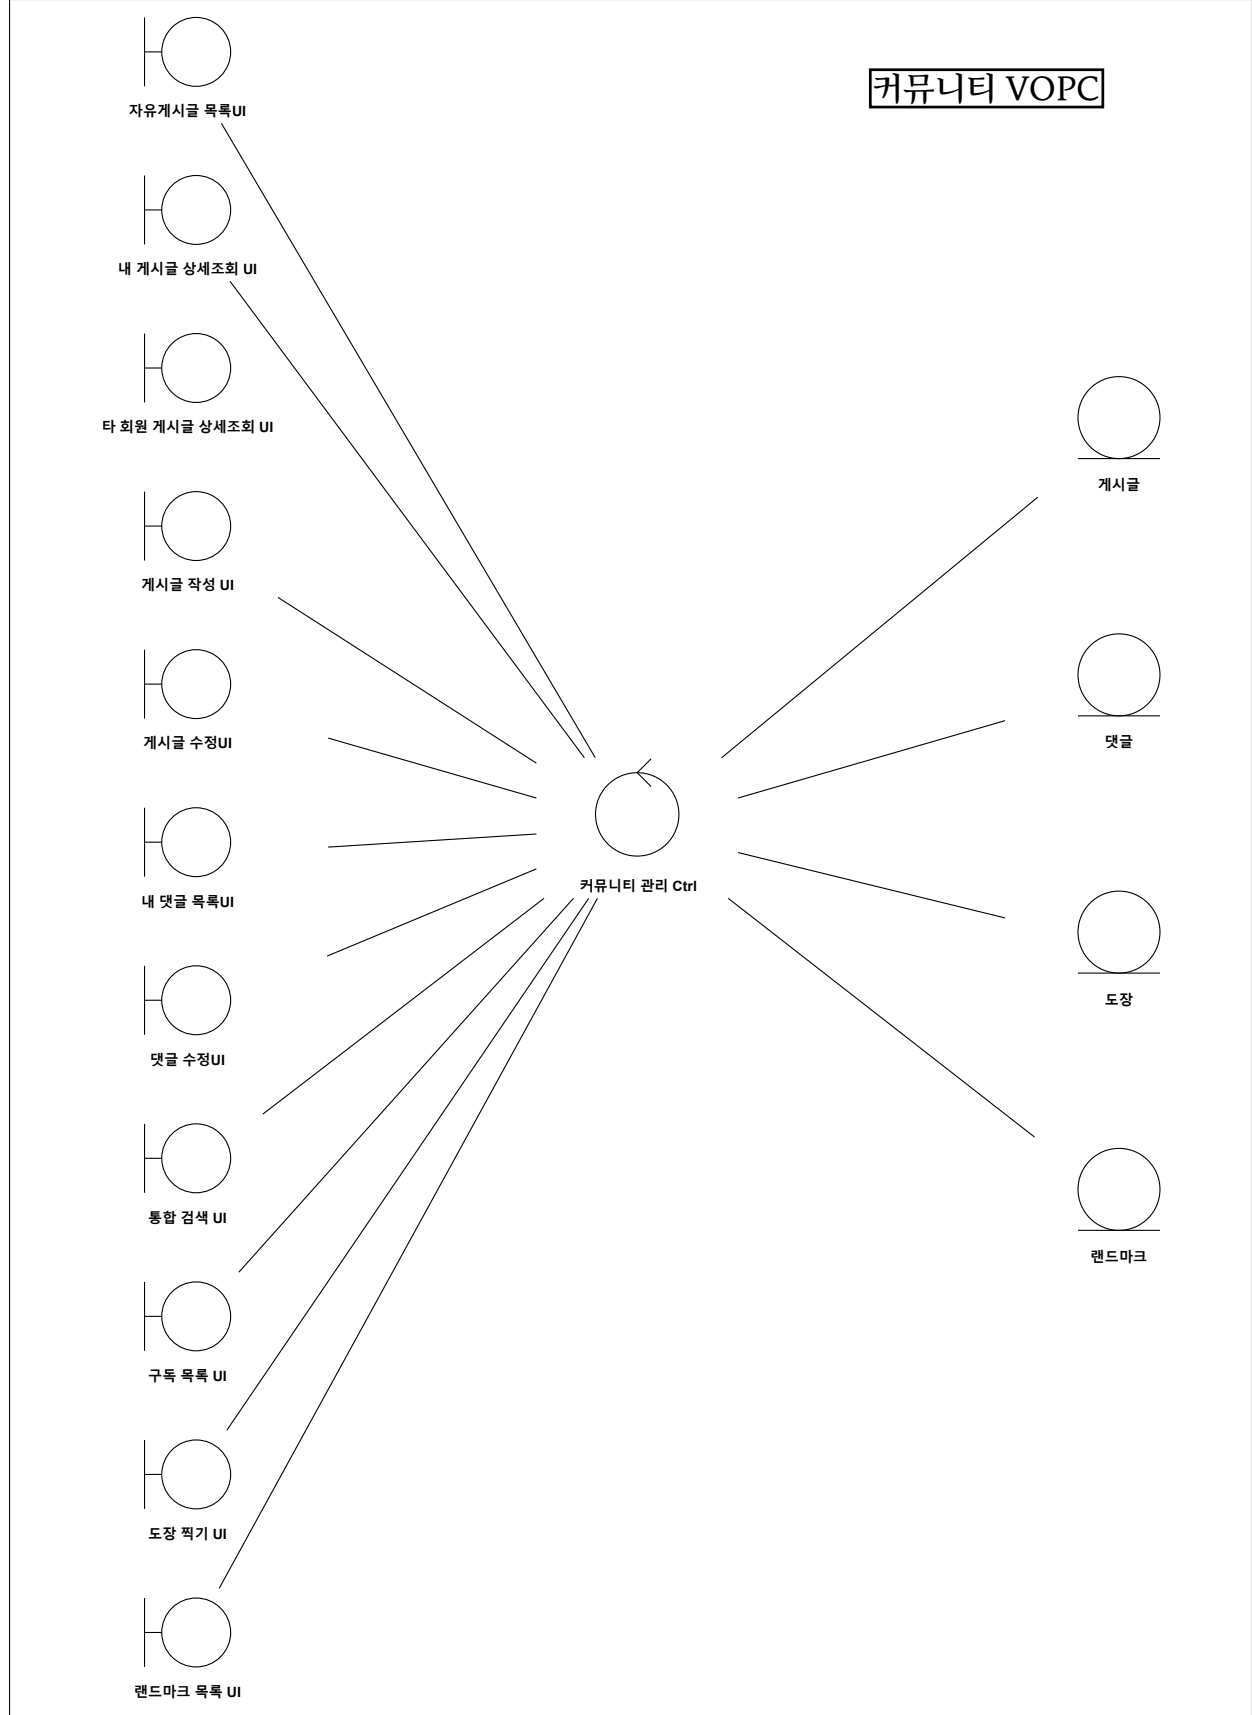 커뮤니티 VOPC
자유게시글 목록UI
내 게시글 상세조회 UI
타 회원 게시글 상세조회 UI
게시글 작성 UI
게시글 수정UI
내 댓글 목록UI
댓글 수정UI
통합 검색 UI
구독 목록 UI
도장 찍기 UI
랜드마크 목록 UI
커뮤니티 관리 Ctrl
게시글
댓글
도장
랜드마크